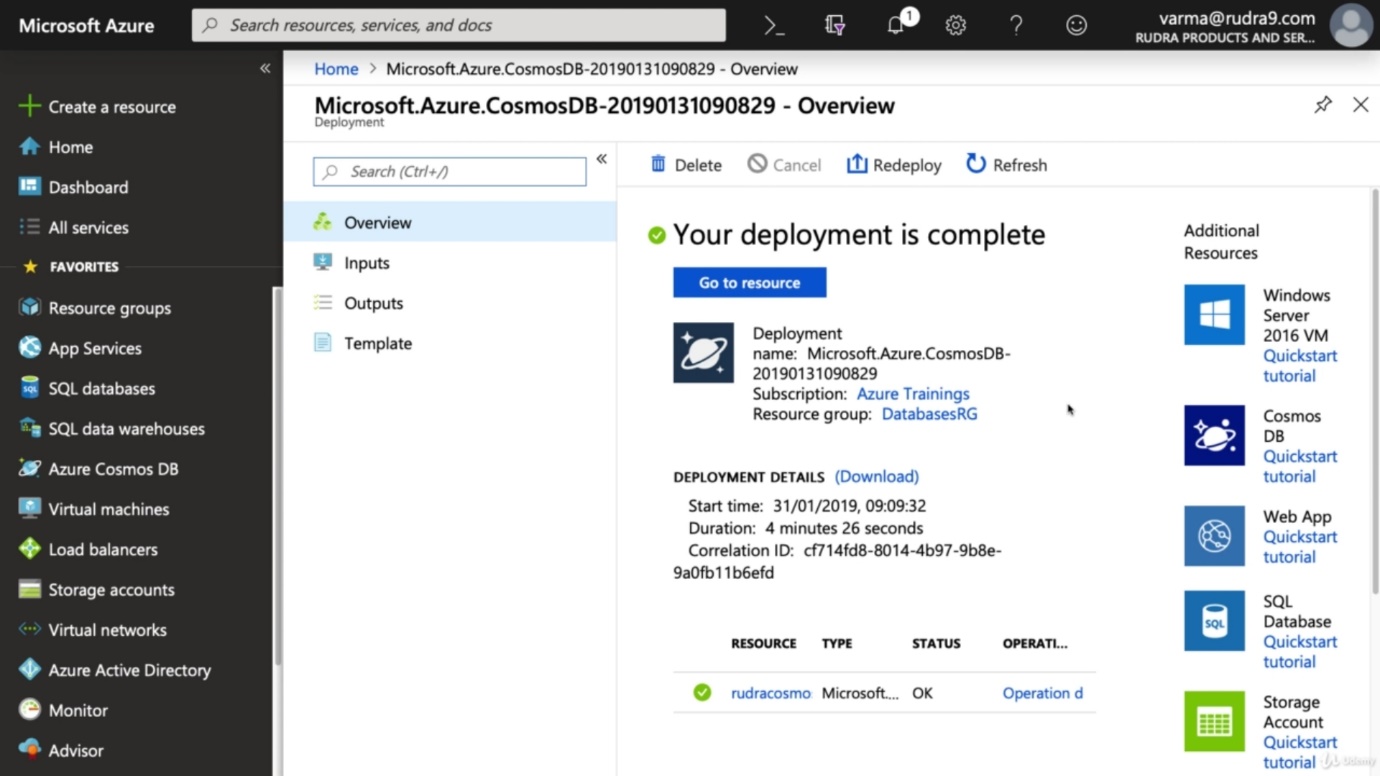 Microsoft Azure
Search resources, services, and docs
1
varma@rudra9.com
RUDRA PRODUCTS AND SER...
Create a resource
Home
Dashboard
All services
FAVORITES
Resource groups
App Services
SQL databases
SQL data warehouses
Azure Cosmos DB
Virtual machines
Load balancers
Storage accounts
Virtual networks
Azure Active Directory
Monitor
Advisor
Home > Microsoft.Azure.CosmosDB-20190131090829 - Overview
Microsoft.Azure.CosmosDB-20190131090829 - Overview
Deployment
Search (Ctrl+/)
Overview
Inputs
Outputs
Template
Delete Cancel Redeploy Refresh
Your deployment is complete
Go to resource
Deployment
name: Microsoft.Azure.CosmosDB-
20190131090829
Subscription: Azure Trainings
Resource group: DatabasesRG
DEPLOYMENT DETAILS (Download)
Start time: 31/01/2019, 09:09:32
Duration: 4 minutes 26 seconds
Correlation ID: cf714fd8-8014-4b97-9b8e-
9a0fb11b6efd
RESOURCE TYPE STATUS OPERATI...
rudracosmo Microsoft.... OK Operation d
Additional
Resources
Windows
Server
2016 VM
Quickstart
tutorial
Cosmos
DB
Quickstart
tutorial
Web App
Quickstart
tutorial
SQL
SQL
Database
Quickstart
tutorial
Storage
Account
Quickstart
tutorial
Udemy